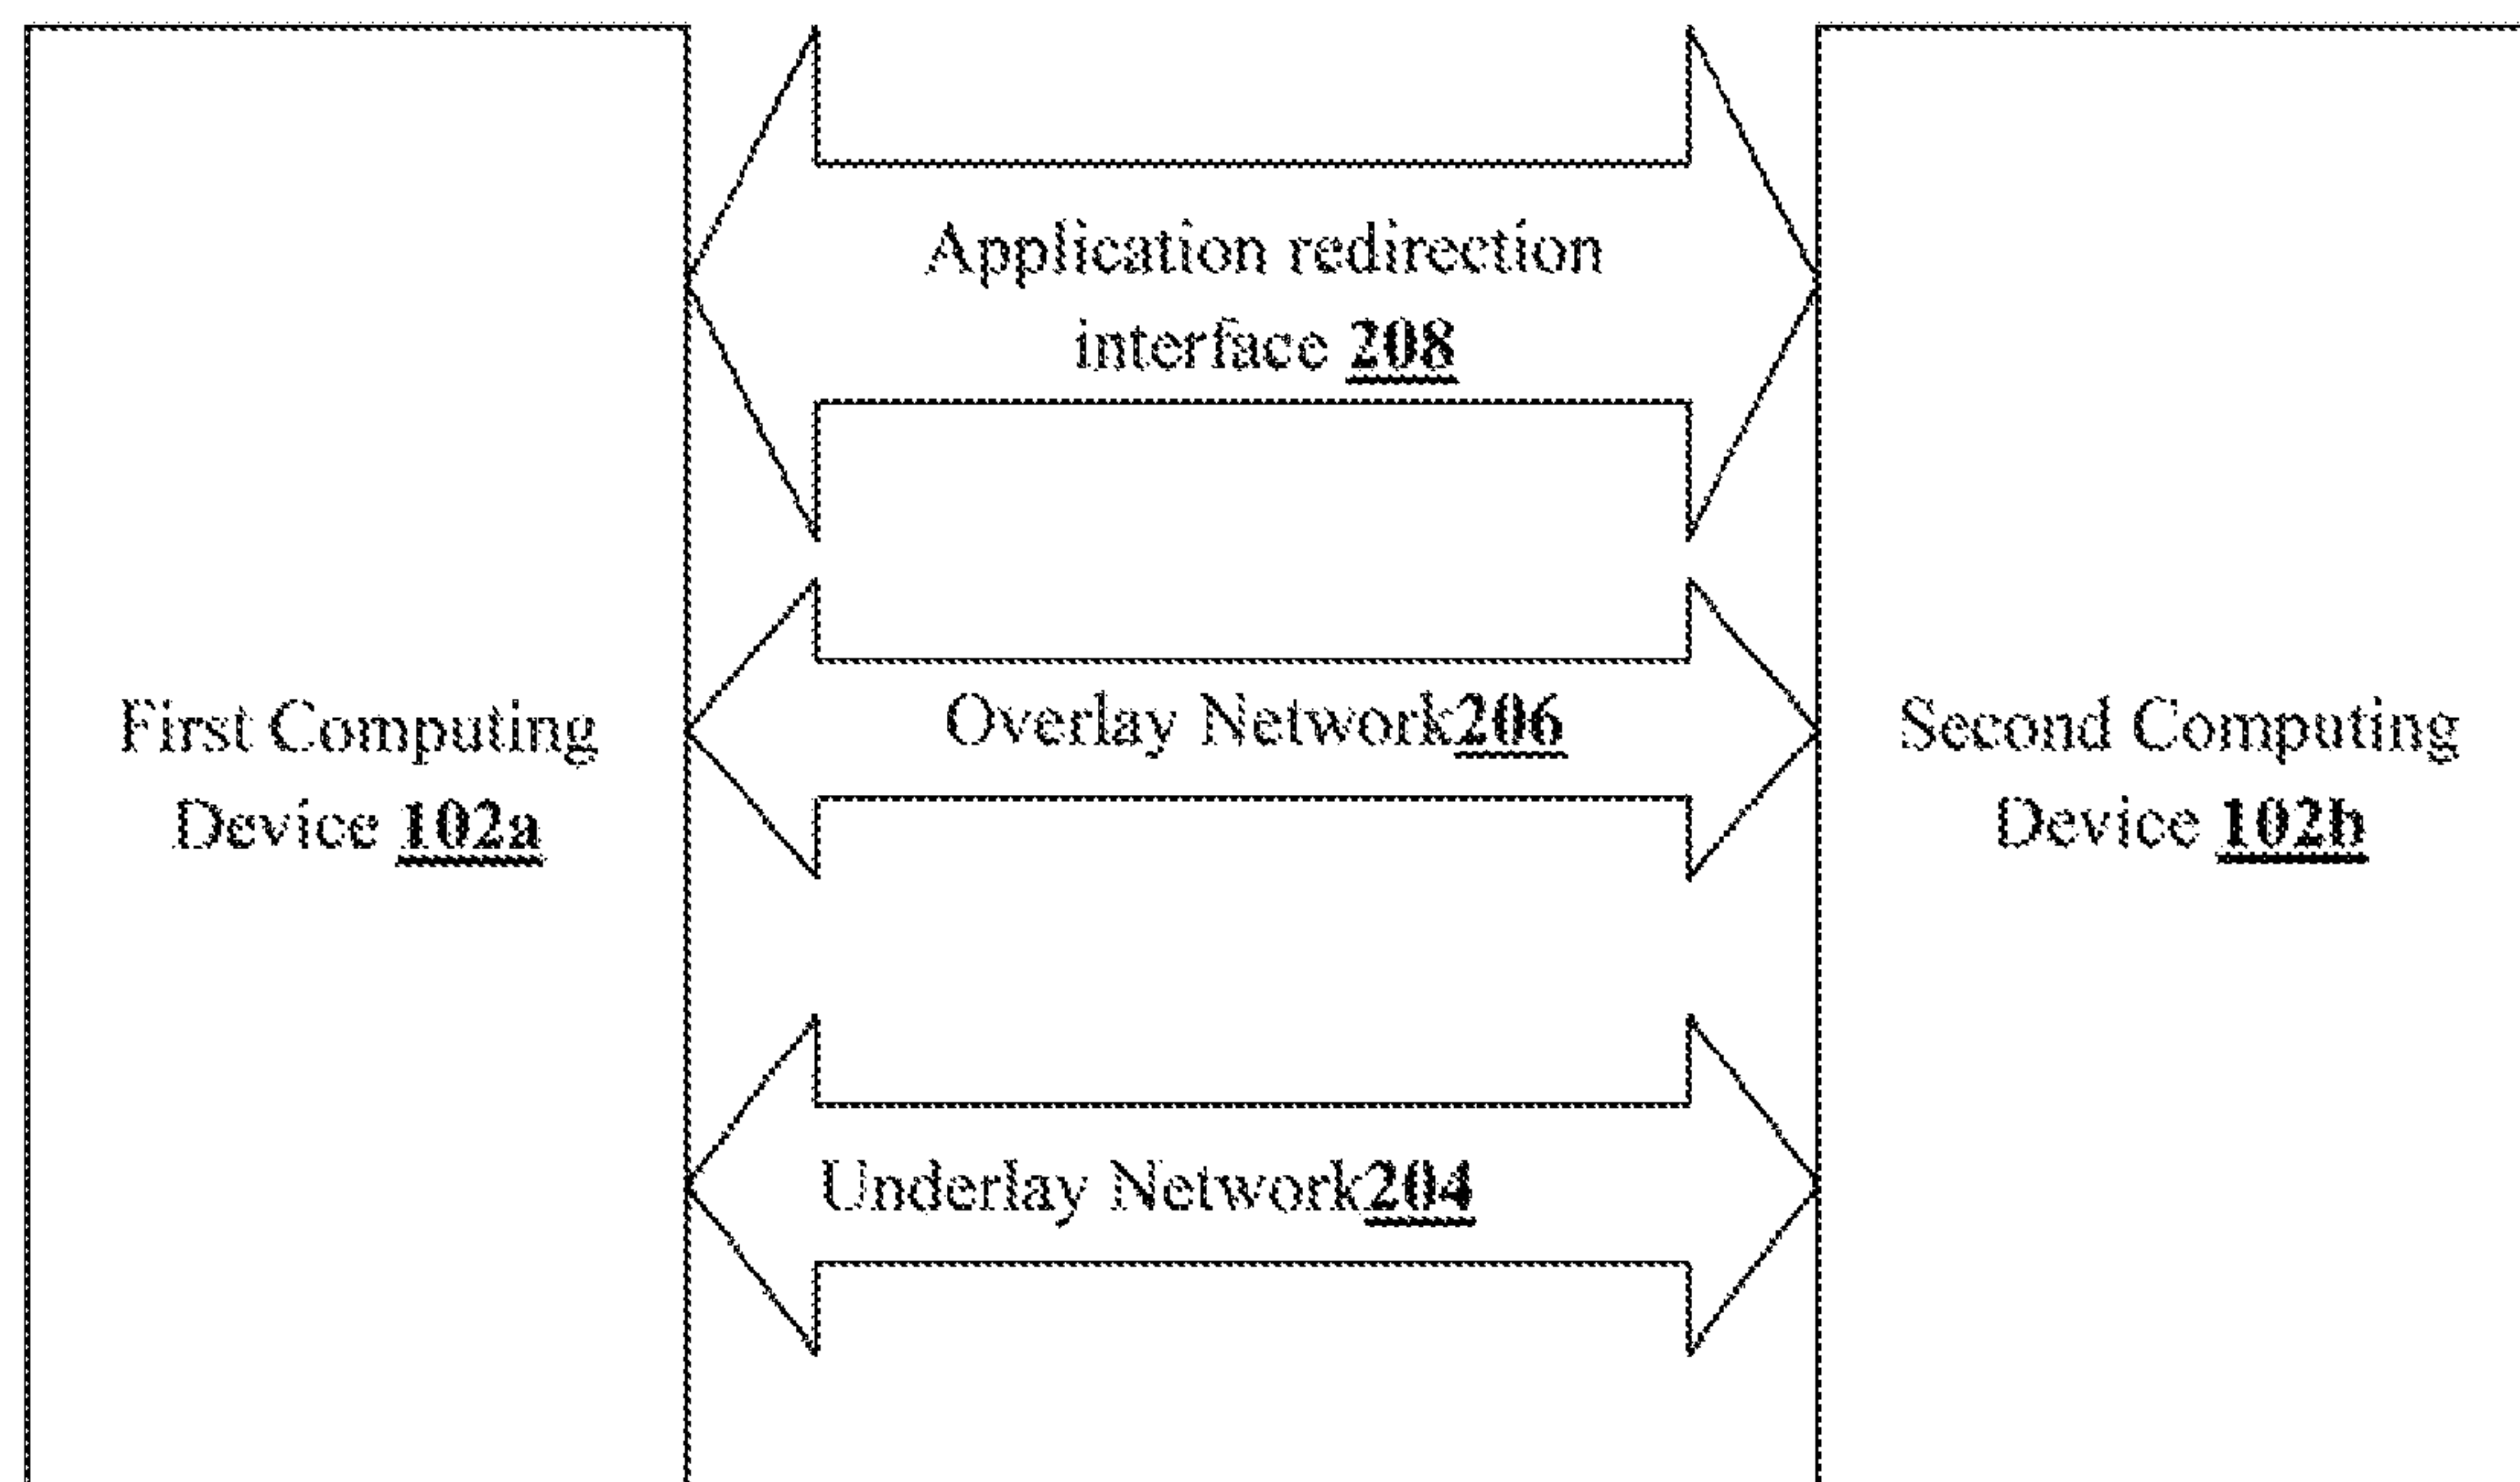 Application redirection
interface 208
First Computing
Device 102a
Overlay Network206
Second Computing
Device 102b
Underlay Network204